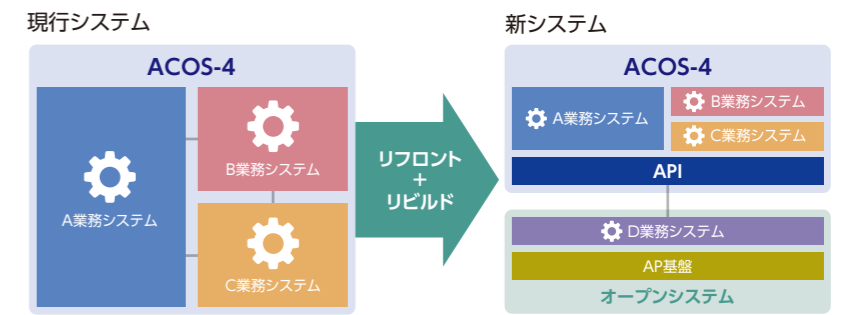 現行システム
ACOS-4
A業務システム
B業務システム
C業務システム
リフロント
+
リビルド
新システム
ACOS-4
A業務システム
B業務システム
C業務システム
API
D業務システム
AP基盤
オープンシステム